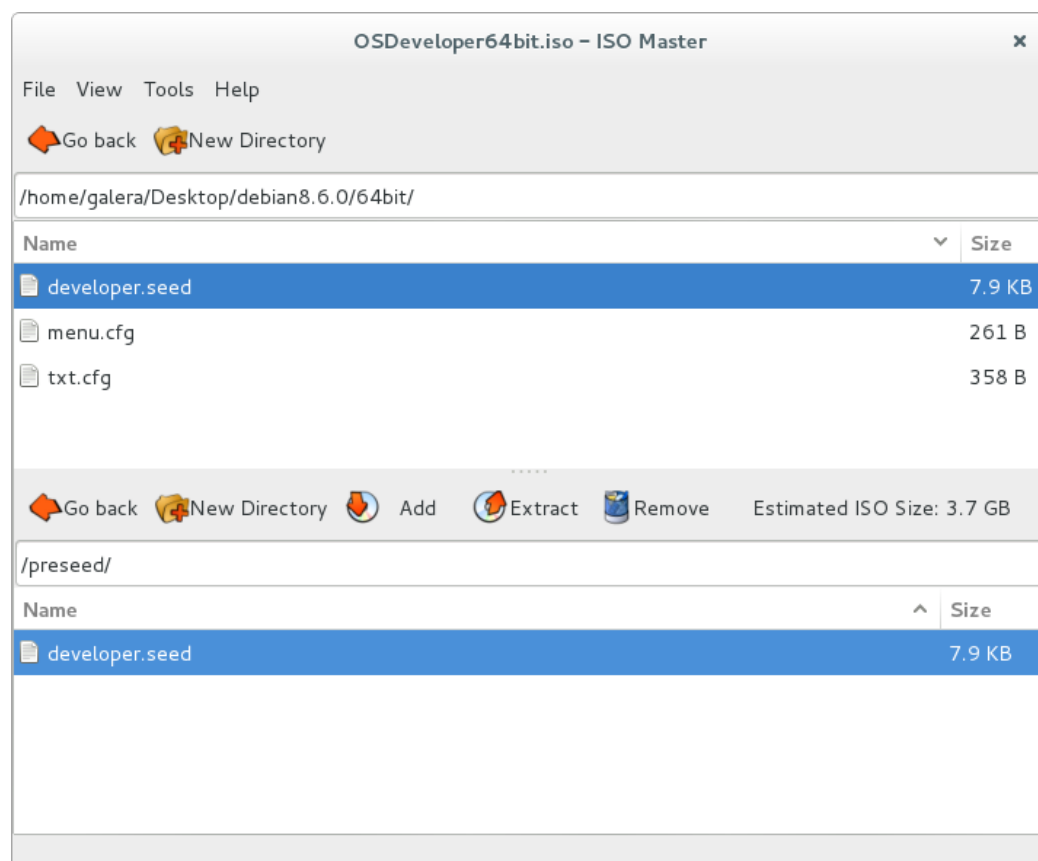 OSDeveloper64bit.iso – ISO Master
File View Tools Help
Go back New Directory
/home/galera/Desktop/debian8.6.0/64bit/
Name Size
developer.seed 7.9 KB
menu.cfg 261 B
txt.cfg 358 B
Go back New Directory Add Extract Remove Estimated ISO Size: 3.7 GB
/preseed/
Name Size
developer.seed 7.9 KB